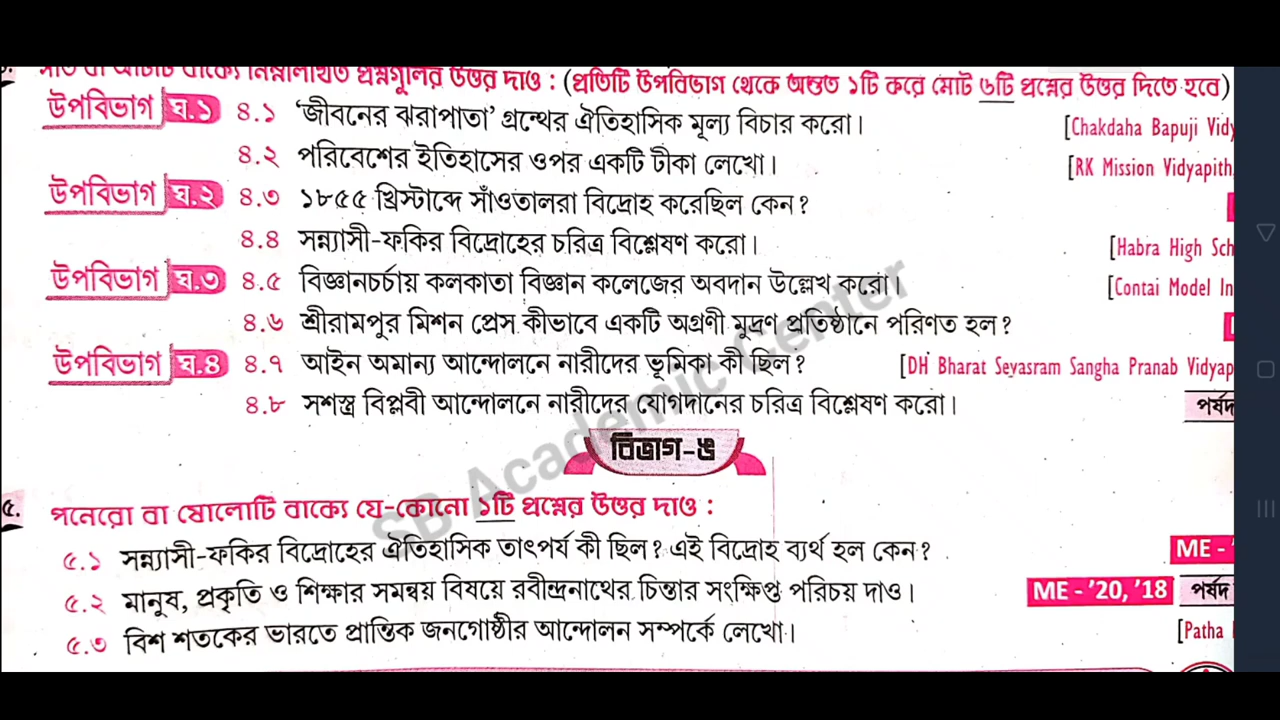 সাত বা আটটি বাক্যে নিম্নলিখিত প্রশ্নগুলির উত্তর দাও : (প্রতিটি উপবিভাগ থেকে অন্তত ১টি করে মোট ৬টি প্রশ্নের উত্তর দিতে হবে)
উপবিভাগ ঘ.১ ৪.১ ‘জীবনের ঝরাপাতা’ গ্রন্থের ঐতিহাসিক মূল্য বিচার করো। [Chakdaha Bapuji
৪.২ পরিবেশের ইতিহাসের ওপর একটি টীকা লেখো। [RK Mission Vidyapith,
উপবিভাগ ঘ.২ ৪.৩ ১৮৫৫ খ্রিস্টাব্দে সাঁওতালরা বিদ্রোহ করেছিল কেন?
৪.৪ সন্ন্যাসী-ফকির বিদ্রোহের চরিত্র বিশ্লেষণ করো। [Habra High Sch
উপবিভাগ ঘ.৩ ৪.৫ বিজ্ঞানচর্চায় কলকাতা বিজ্ঞান কলেজের অবদান উল্লেখ করো। [Contai Model In
৪.৬ শ্রীরামপুর মিশন প্রেস কীভাবে একটি অগ্রণী মুদ্রণ প্রতিষ্ঠানে পরিণত হল?
উপবিভাগ ঘ.৪ ৪.৭ আইন অমান্য আন্দোলনে নারীদের ভূমিকা কী ছিল? [DH Bharat Sevasram Sangha Pranab Vidyap
৪.৮ সশস্ত্র বিপ্লবী আন্দোলনে নারীদের যোগদানের চরিত্র বিশ্লেষণ করো। পর্ষদ
SB Academic Center
বিভাগ-ঙ
৫. পনেরো বা ষোলোটি বাক্যে যে-কোনো ১টি প্রশ্নের উত্তর দাও :
৫.১ সন্ন্যাসী-ফকির বিদ্রোহের ঐতিহাসিক তাৎপর্য কী ছিল? এই বিদ্রোহ ব্যর্থ হল কেন? ME - '
৫.২ মানুষ, প্রকৃতি ও শিক্ষার সমন্বয় বিষয়ে রবীন্দ্রনাথের চিন্তার সংক্ষিপ্ত পরিচয় দাও। ME - '20, '18 পর্ষদ
৫.৩ বিশ শতকের ভারতে প্রান্তিক জনগোষ্ঠীর আন্দোলন সম্পর্কে লেখো। [Patha